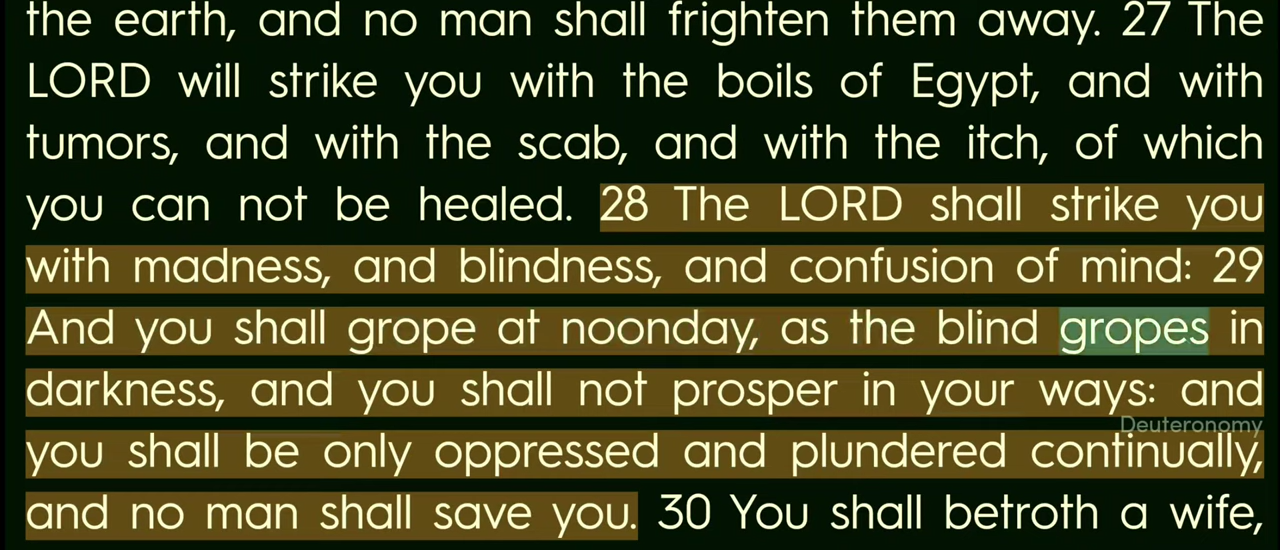 the earth, and no man shall frighten them away. 27 The
LORD will strike you with the boils of Egypt, and with
tumors, and with the scab, and with the itch, of which
you can not be healed. 28 The LORD shall strike you
with madness, and blindness, and confusion of mind: 29
And you shall grope at noonday, as the blind gropes in
darkness, and you shall not prosper in your ways: and
Deuteronomy
you shall be only oppressed and plundered continually,
and no man shall save you. 30 You shall betroth a wife,